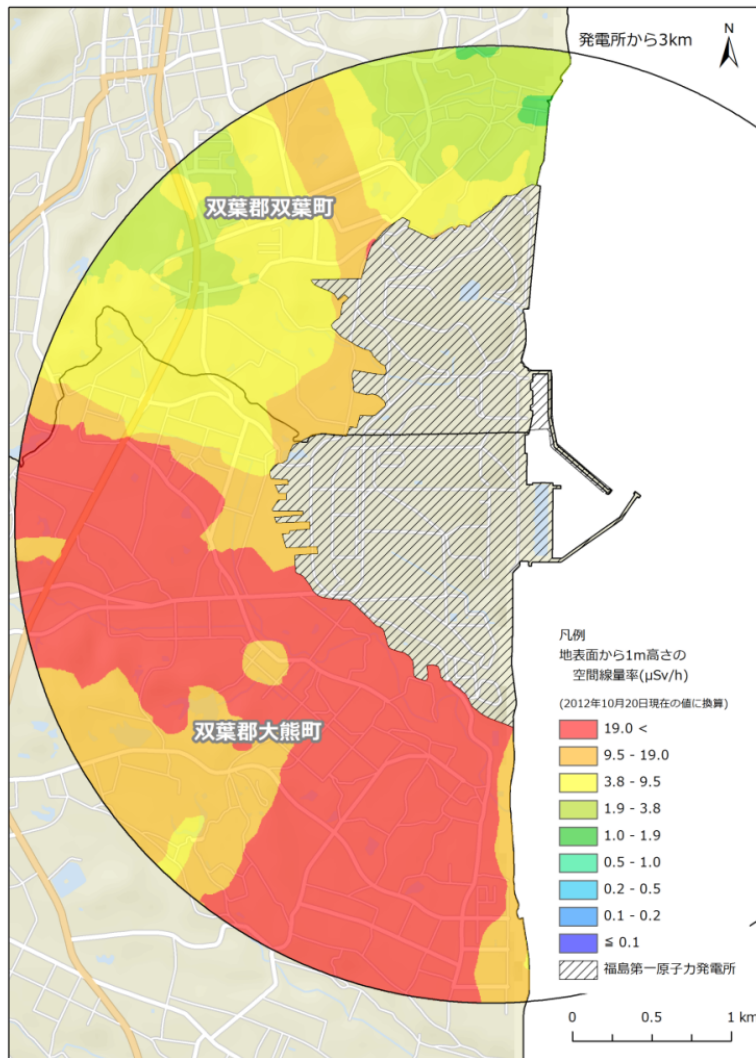 発電所から3km
N
双葉郡双葉町
双葉郡大熊町
凡例
地表面から1m高さの
空間線量率(μSv/h)
(2012年10月20日現在の値に換算)
19.0 <
9.5 - 19.0
3.8 - 9.5
1.9 - 3.8
1.0 - 1.9
0.5 - 1.0
0.2 - 0.5
0.1 - 0.2
≦ 0.1
福島第一原子力発電所
0 0.5 1 km